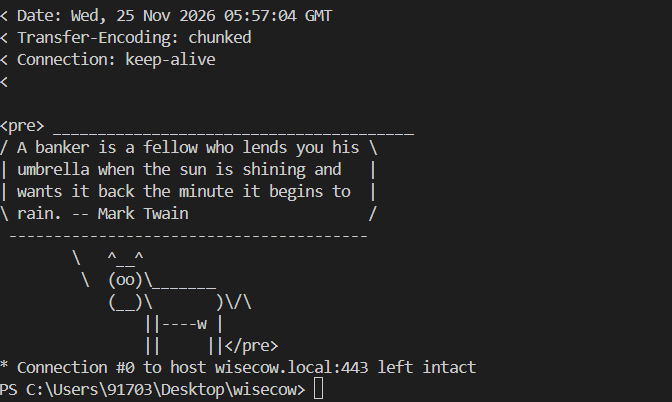 < Date: Wed, 25 Nov 2026 05:57:04 GMT
< Transfer-Encoding: chunked
< Connection: keep-alive
<
<pre> ________________________________________
/ A banker is a fellow who lends you his \
| umbrella when the sun is shining and   |
| wants it back the minute it begins to  |
\ rain. -- Mark Twain                    /
 ----------------------------------------
        \   ^__^
         \  (oo)\_______
            (__)\       )\/\
                ||----w |
                ||     ||</pre>
* Connection #0 to host wisecow.local:443 left intact
PS C:\Users\91703\Desktop\wisecow>